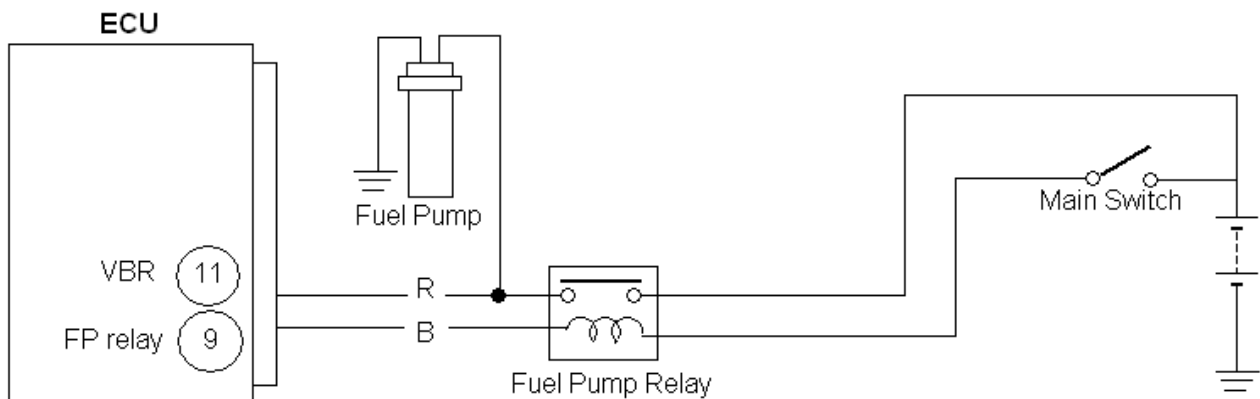 ECU
Fuel Pump
Main Switch
VBR 11
R
FP relay 9
B
Fuel Pump Relay